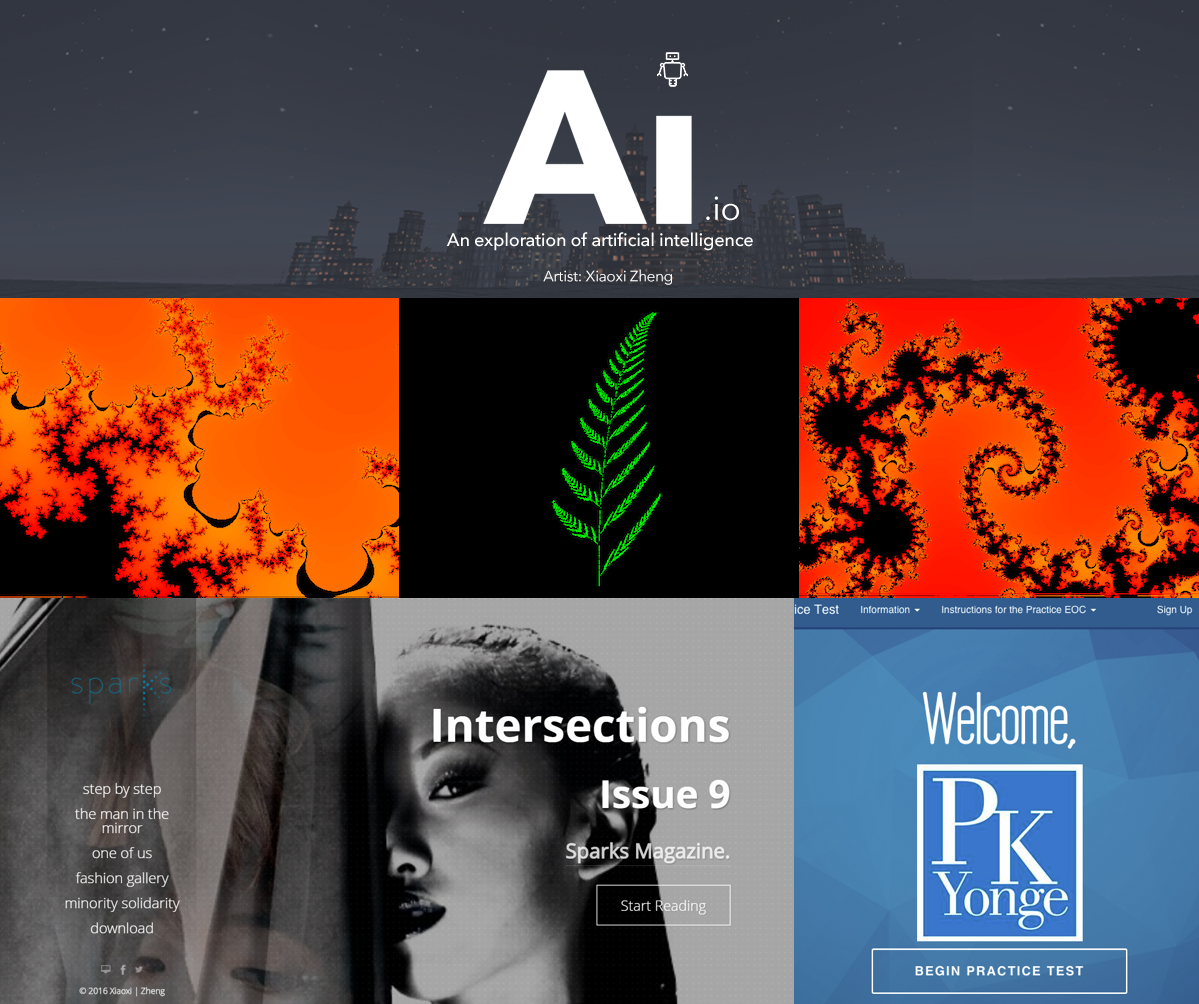 Ai
.io
An exploration of artificial intelligence
Artist: Xiaoxi Zheng
sparks
step by step
the man in the
mirror
one of us
fashion gallery
minority solidarity
download
© 2016 Xiaoxi | Zheng
Intersections
Issue 9
Sparks Magazine.
Start Reading
ice Test Information Instructions for the Practice EOC Sign Up
Welcome,
PK
Yonge
BEGIN PRACTICE TEST